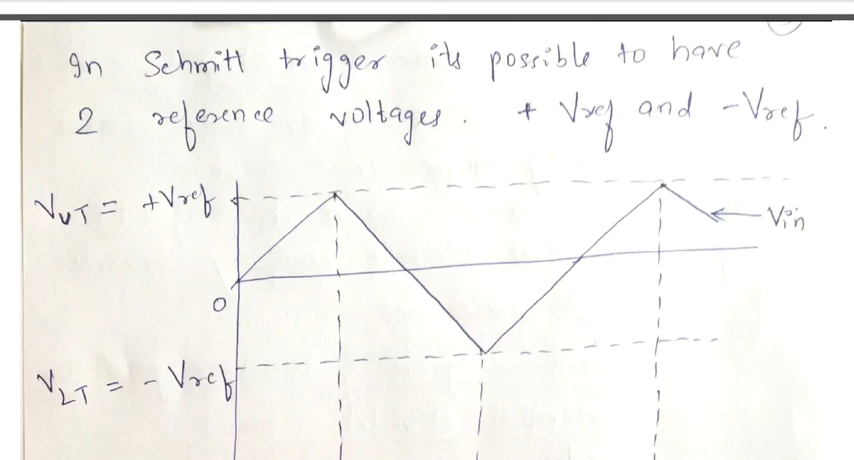 In Schmitt trigger its possible to have
2 reference voltages. + Vref and -Vref.
VUT = +Vref
Vin
0
VLT = - Vref